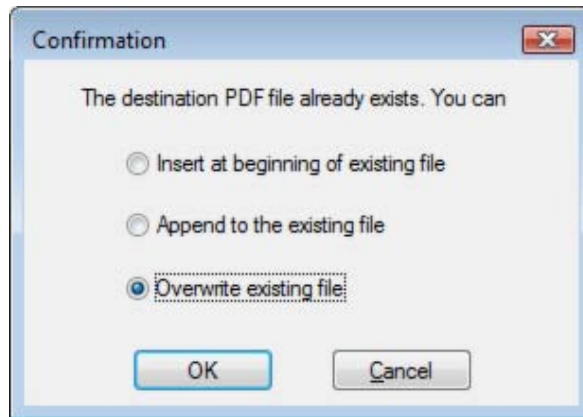 Confirmation
The destination PDF file already exists. You can
Insert at beginning of existing file
Append to the existing file
Overwrite existing file
OK
Cancel